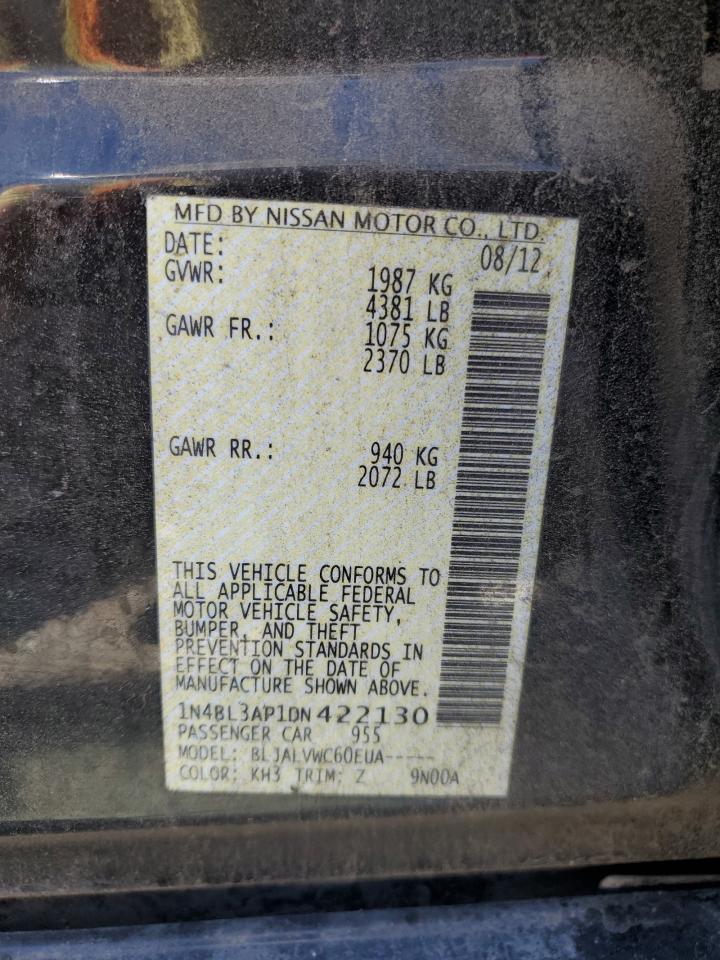 MFD BY NISSAN MOTOR CO., LTD.
DATE: 08/12
GVWR: 1987 KG
4381 LB
GAWR FR.: 1075 KG
2370 LB
GAWR RR.: 940 KG
2072 LB
THIS VEHICLE CONFORMS TO
ALL APPLICABLE FEDERAL
MOTOR VEHICLE SAFETY,
BUMPER, AND THEFT
PREVENTION STANDARDS IN
EFFECT ON THE DATE OF
MANUFACTURE SHOWN ABOVE.
1N4BL3AP1DN422130
PASSENGER CAR 955
MODEL: BLJALVWC60EUA-----
COLOR: KH3 TRIM: Z 9N00A